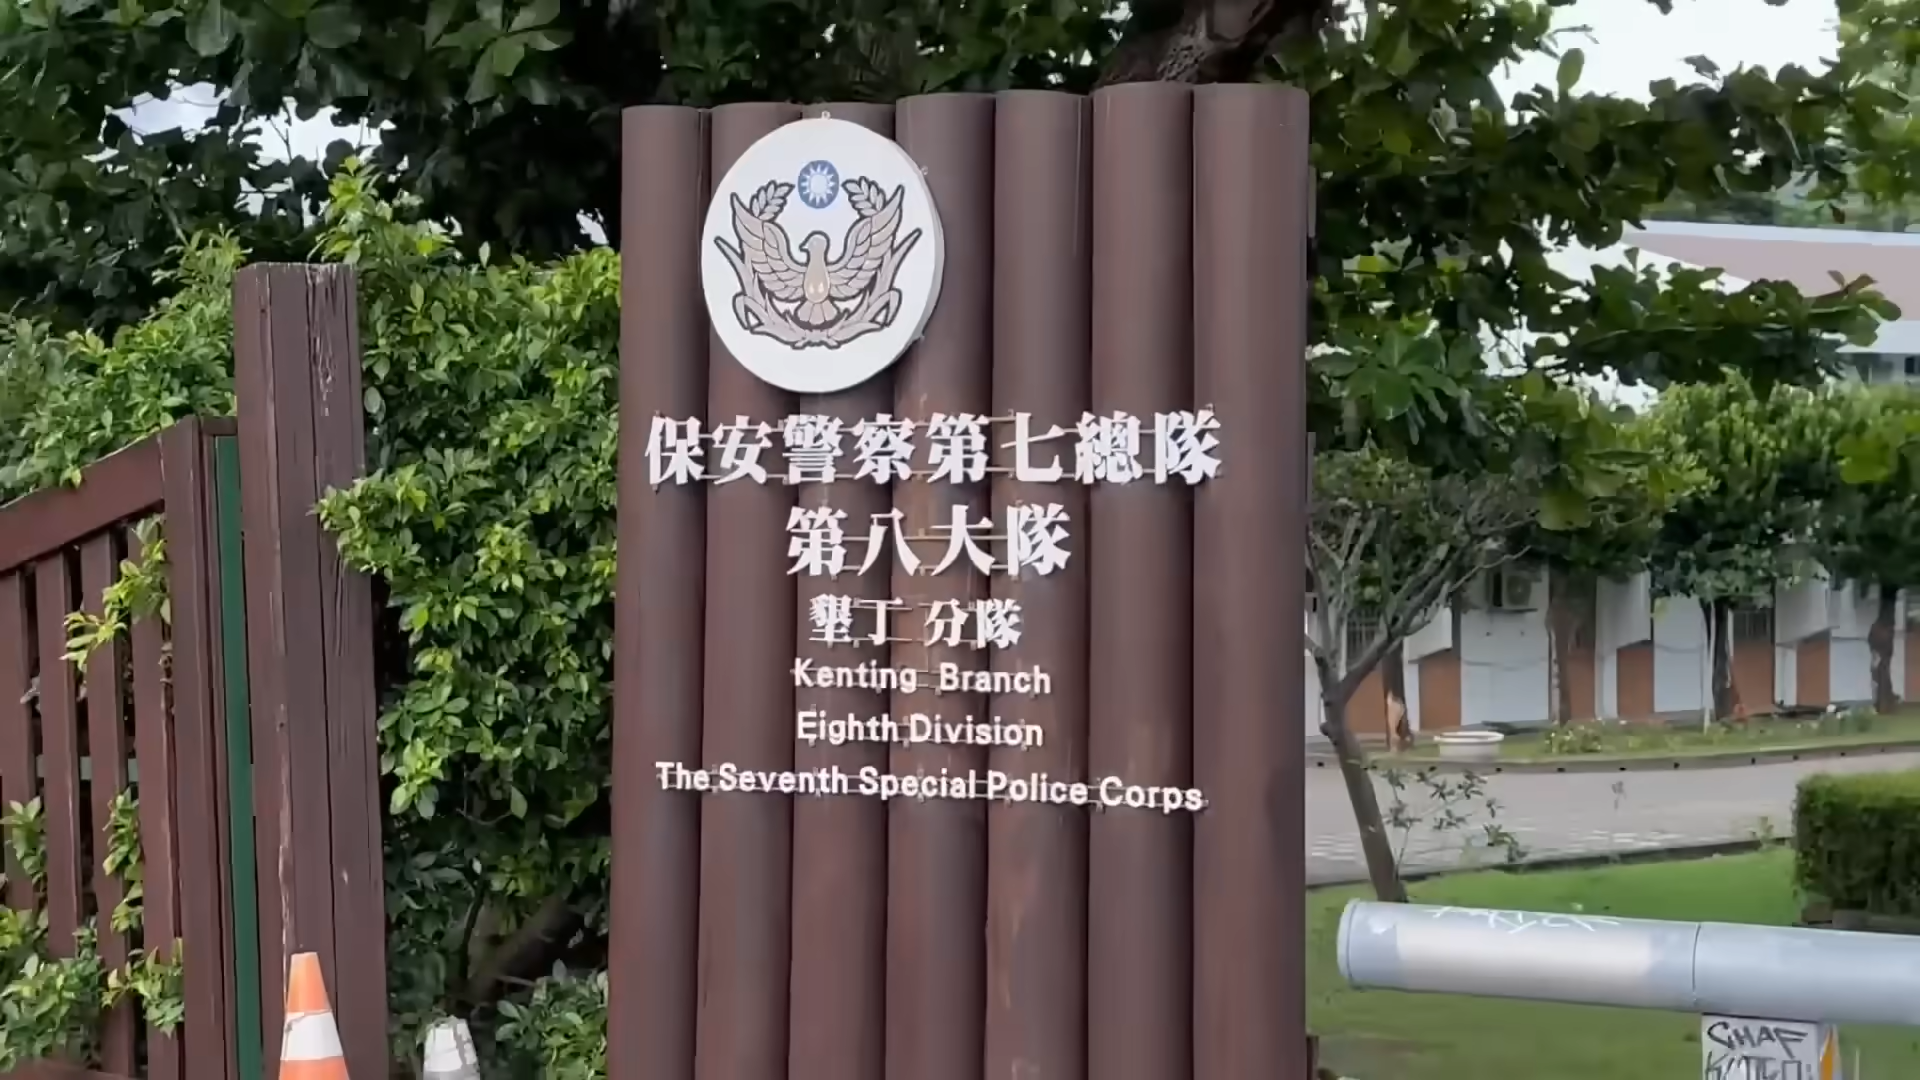 保安警察第七總隊
第八大隊
墾丁 分隊
Kenting Branch
Eighth Division
The Seventh Special Police Corps